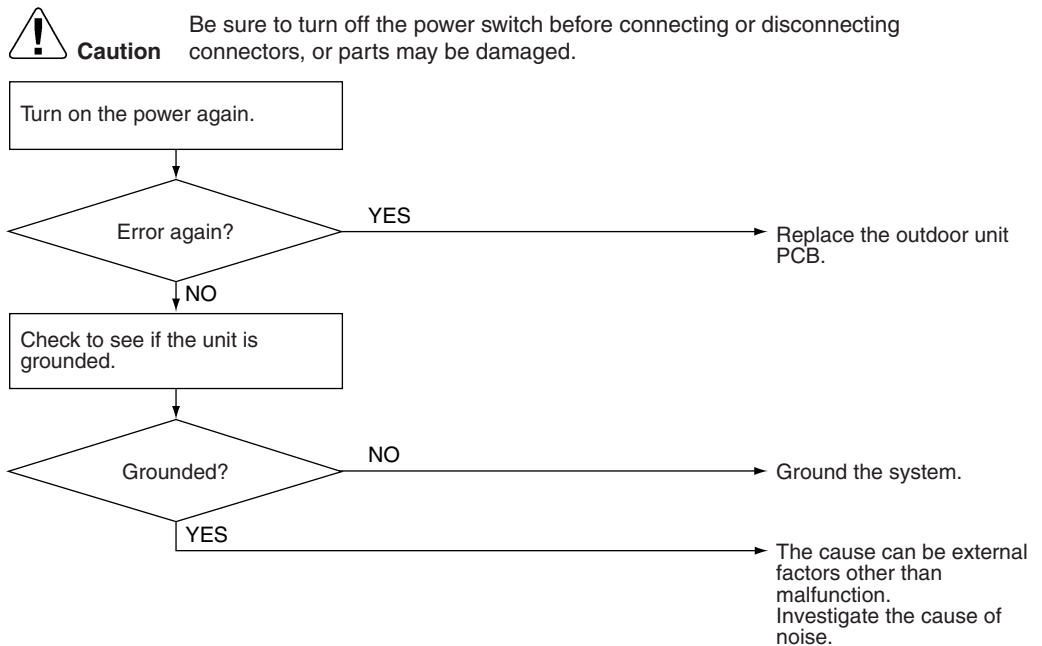 Be sure to turn off the power switch before connecting or disconnecting
Caution connectors, or parts may be damaged.
Turn on the power again.
Error again?
YES
Replace the outdoor unit
PCB.
NO
Check to see if the unit is
grounded.
Grounded?
NO
Ground the system.
YES
The cause can be external
factors other than
malfunction.
Investigate the cause of
noise.